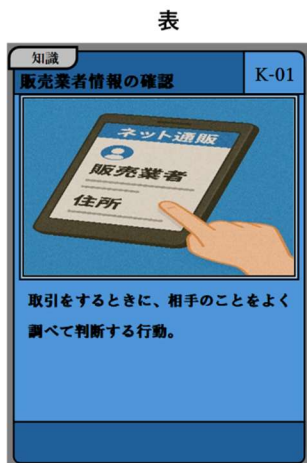 表
知識
販売業者情報の確認
K-01
ネット通販
販売業者
住所
取引をするときに、相手のことをよく
調べて判断する行動。